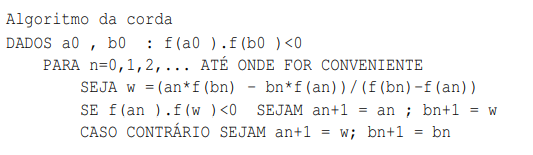 Algoritmo da corda
DADOS a0 , b0  : f(a0 ).f(b0 )<0
PARA n=0,1,2,... ATÉ ONDE FOR CONVENIENTE
SEJA w =(an*f(bn) - bn*f(an))/(f(bn)-f(an))
SE f(an ).f(w )<0  SEJAM an+1 = an ; bn+1 = w
CASO CONTRÁRIO SEJAM an+1 = w; bn+1 = bn